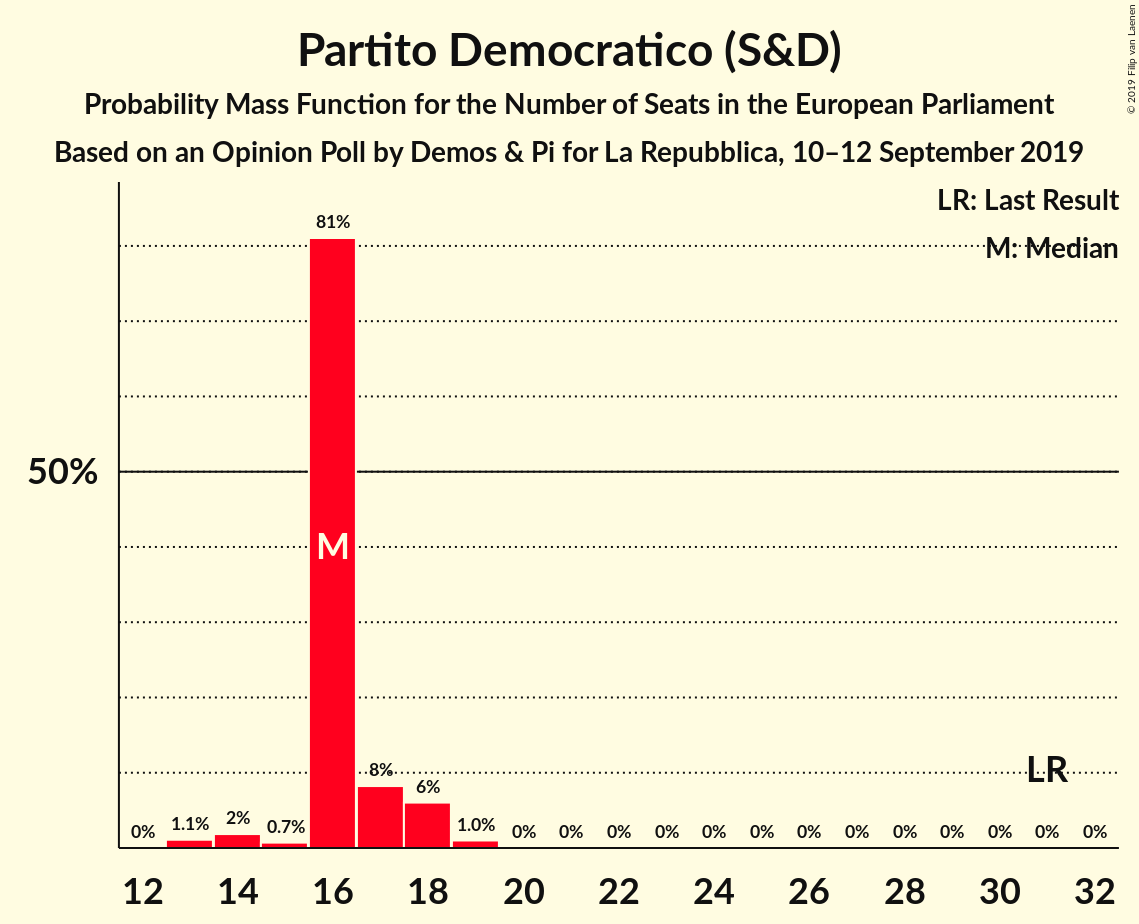 Partito Democratico (S&D)
Probability Mass Function for the Number of Seats in the European Parliament
Based on an Opinion Poll by Demos & Pi for La Repubblica, 10–12 September 2019
© 2019 Filip van Laenen
LR: Last Result
M: Median
81%
50%
M
LR
0% 1.1% 2% 0.7% 8% 6% 1.0% 0% 0% 0% 0% 0% 0% 0% 0% 0% 0% 0% 0% 0%
12 14 16 18 20 22 24 26 28 30 32